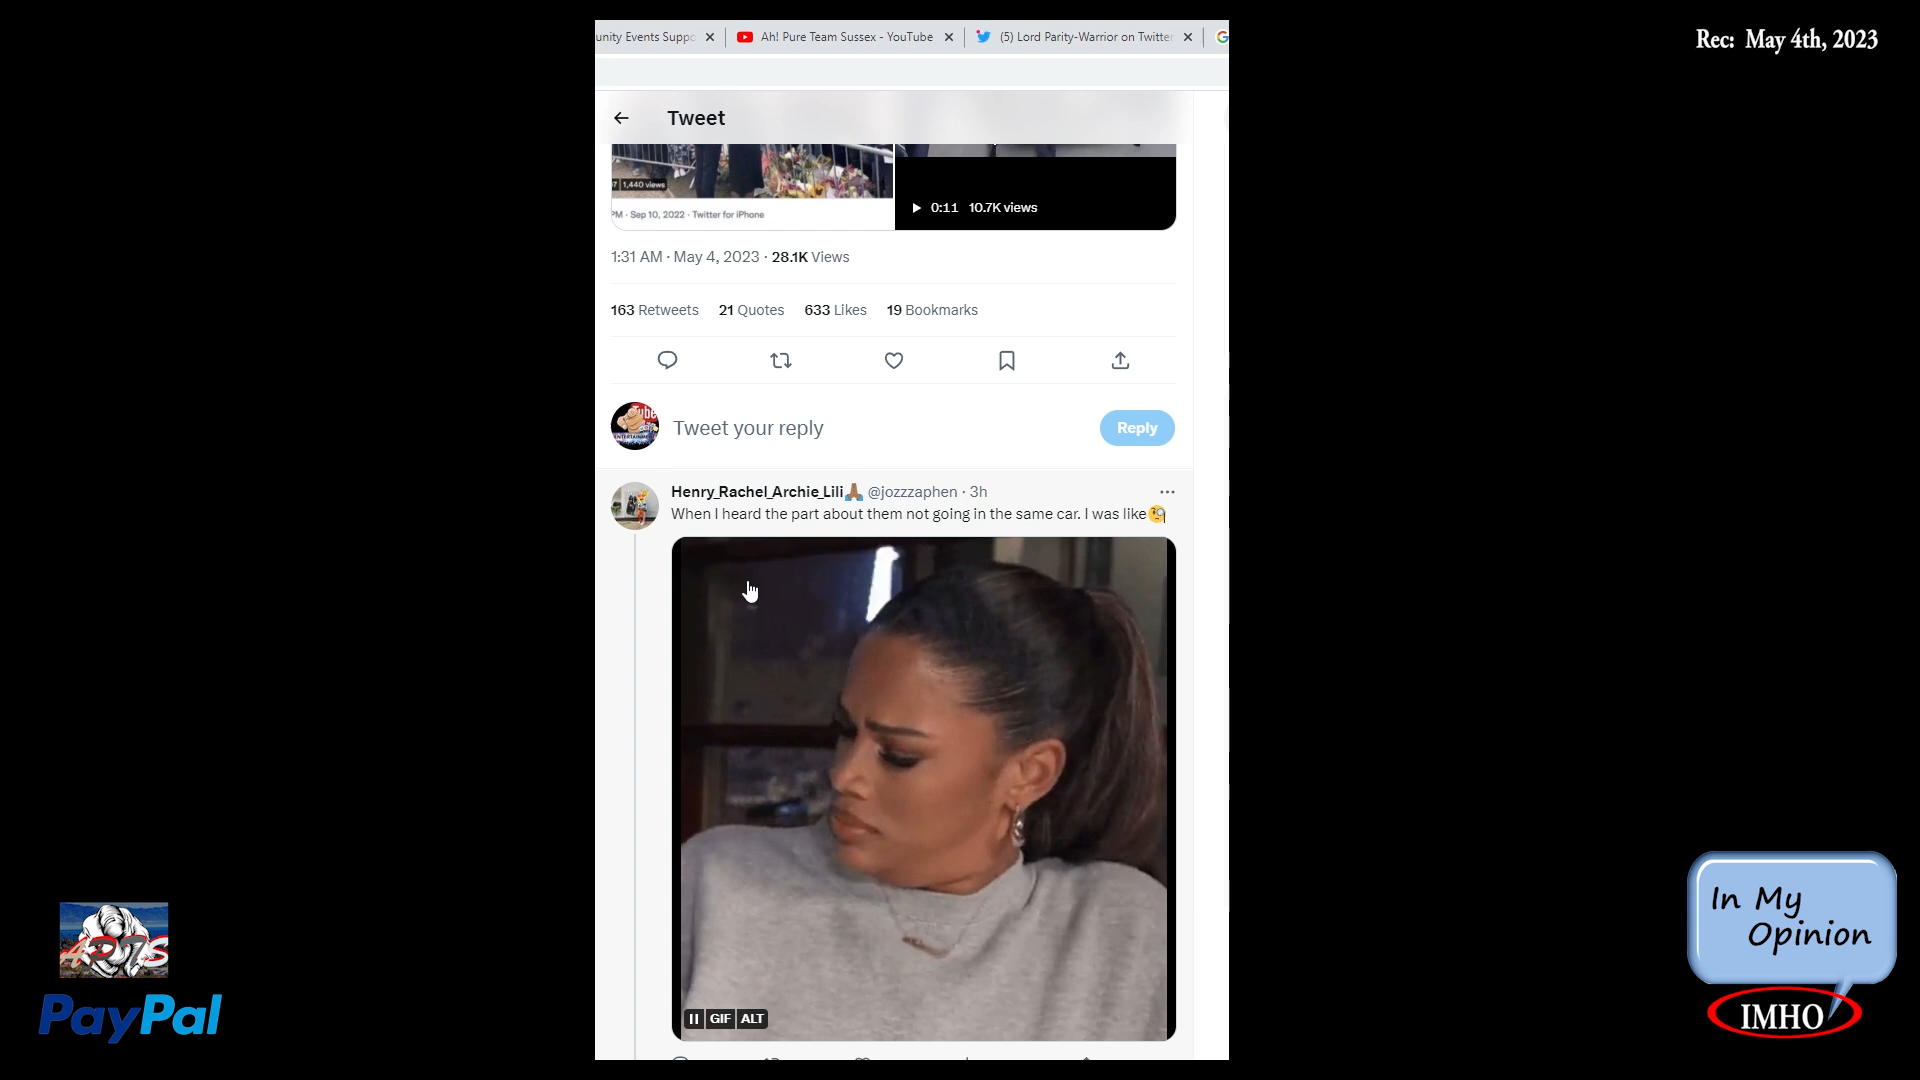 unity Events Suppo
Ah! Pure Team Sussex - YouTube
(5) Lord Parity-Warrior on Twitter
Rec: May 4th, 2023
Tweet
1,440 views
PM · Sep 10, 2022 · Twitter for iPhone
0:11 10.7K views
1:31 AM · May 4, 2023 · 28.1K Views
163 Retweets 21 Quotes 633 Likes 19 Bookmarks
Tweet your reply
Reply
Henry_Rachel_Archie_Lili🙏🏽 @jozzzaphen · 3h
When I heard the part about them not going in the same car. I was like🧐
GIF ALT
PayPal
In My
Opinion
IMHO